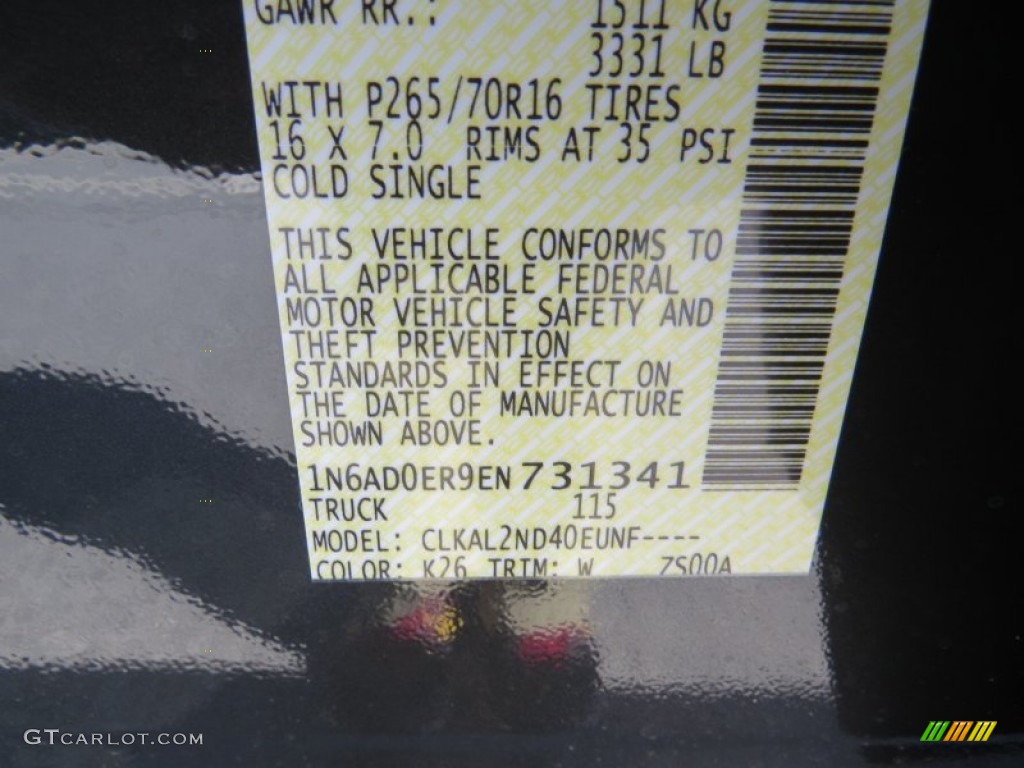 GAWR RR.: 1511 KG
3331 LB
WITH P265/70R16 TIRES
16 X 7.0 RIMS AT 35 PSI
COLD SINGLE
THIS VEHICLE CONFORMS TO
ALL APPLICABLE FEDERAL
MOTOR VEHICLE SAFETY AND
THEFT PREVENTION
STANDARDS IN EFFECT ON
THE DATE OF MANUFACTURE
SHOWN ABOVE.
1N6AD0ER9EN731341
TRUCK 115
MODEL: CLKAL2ND40EUNF----
COLOR: K26 TRIM: W 7S00A
GTCARLOT.COM